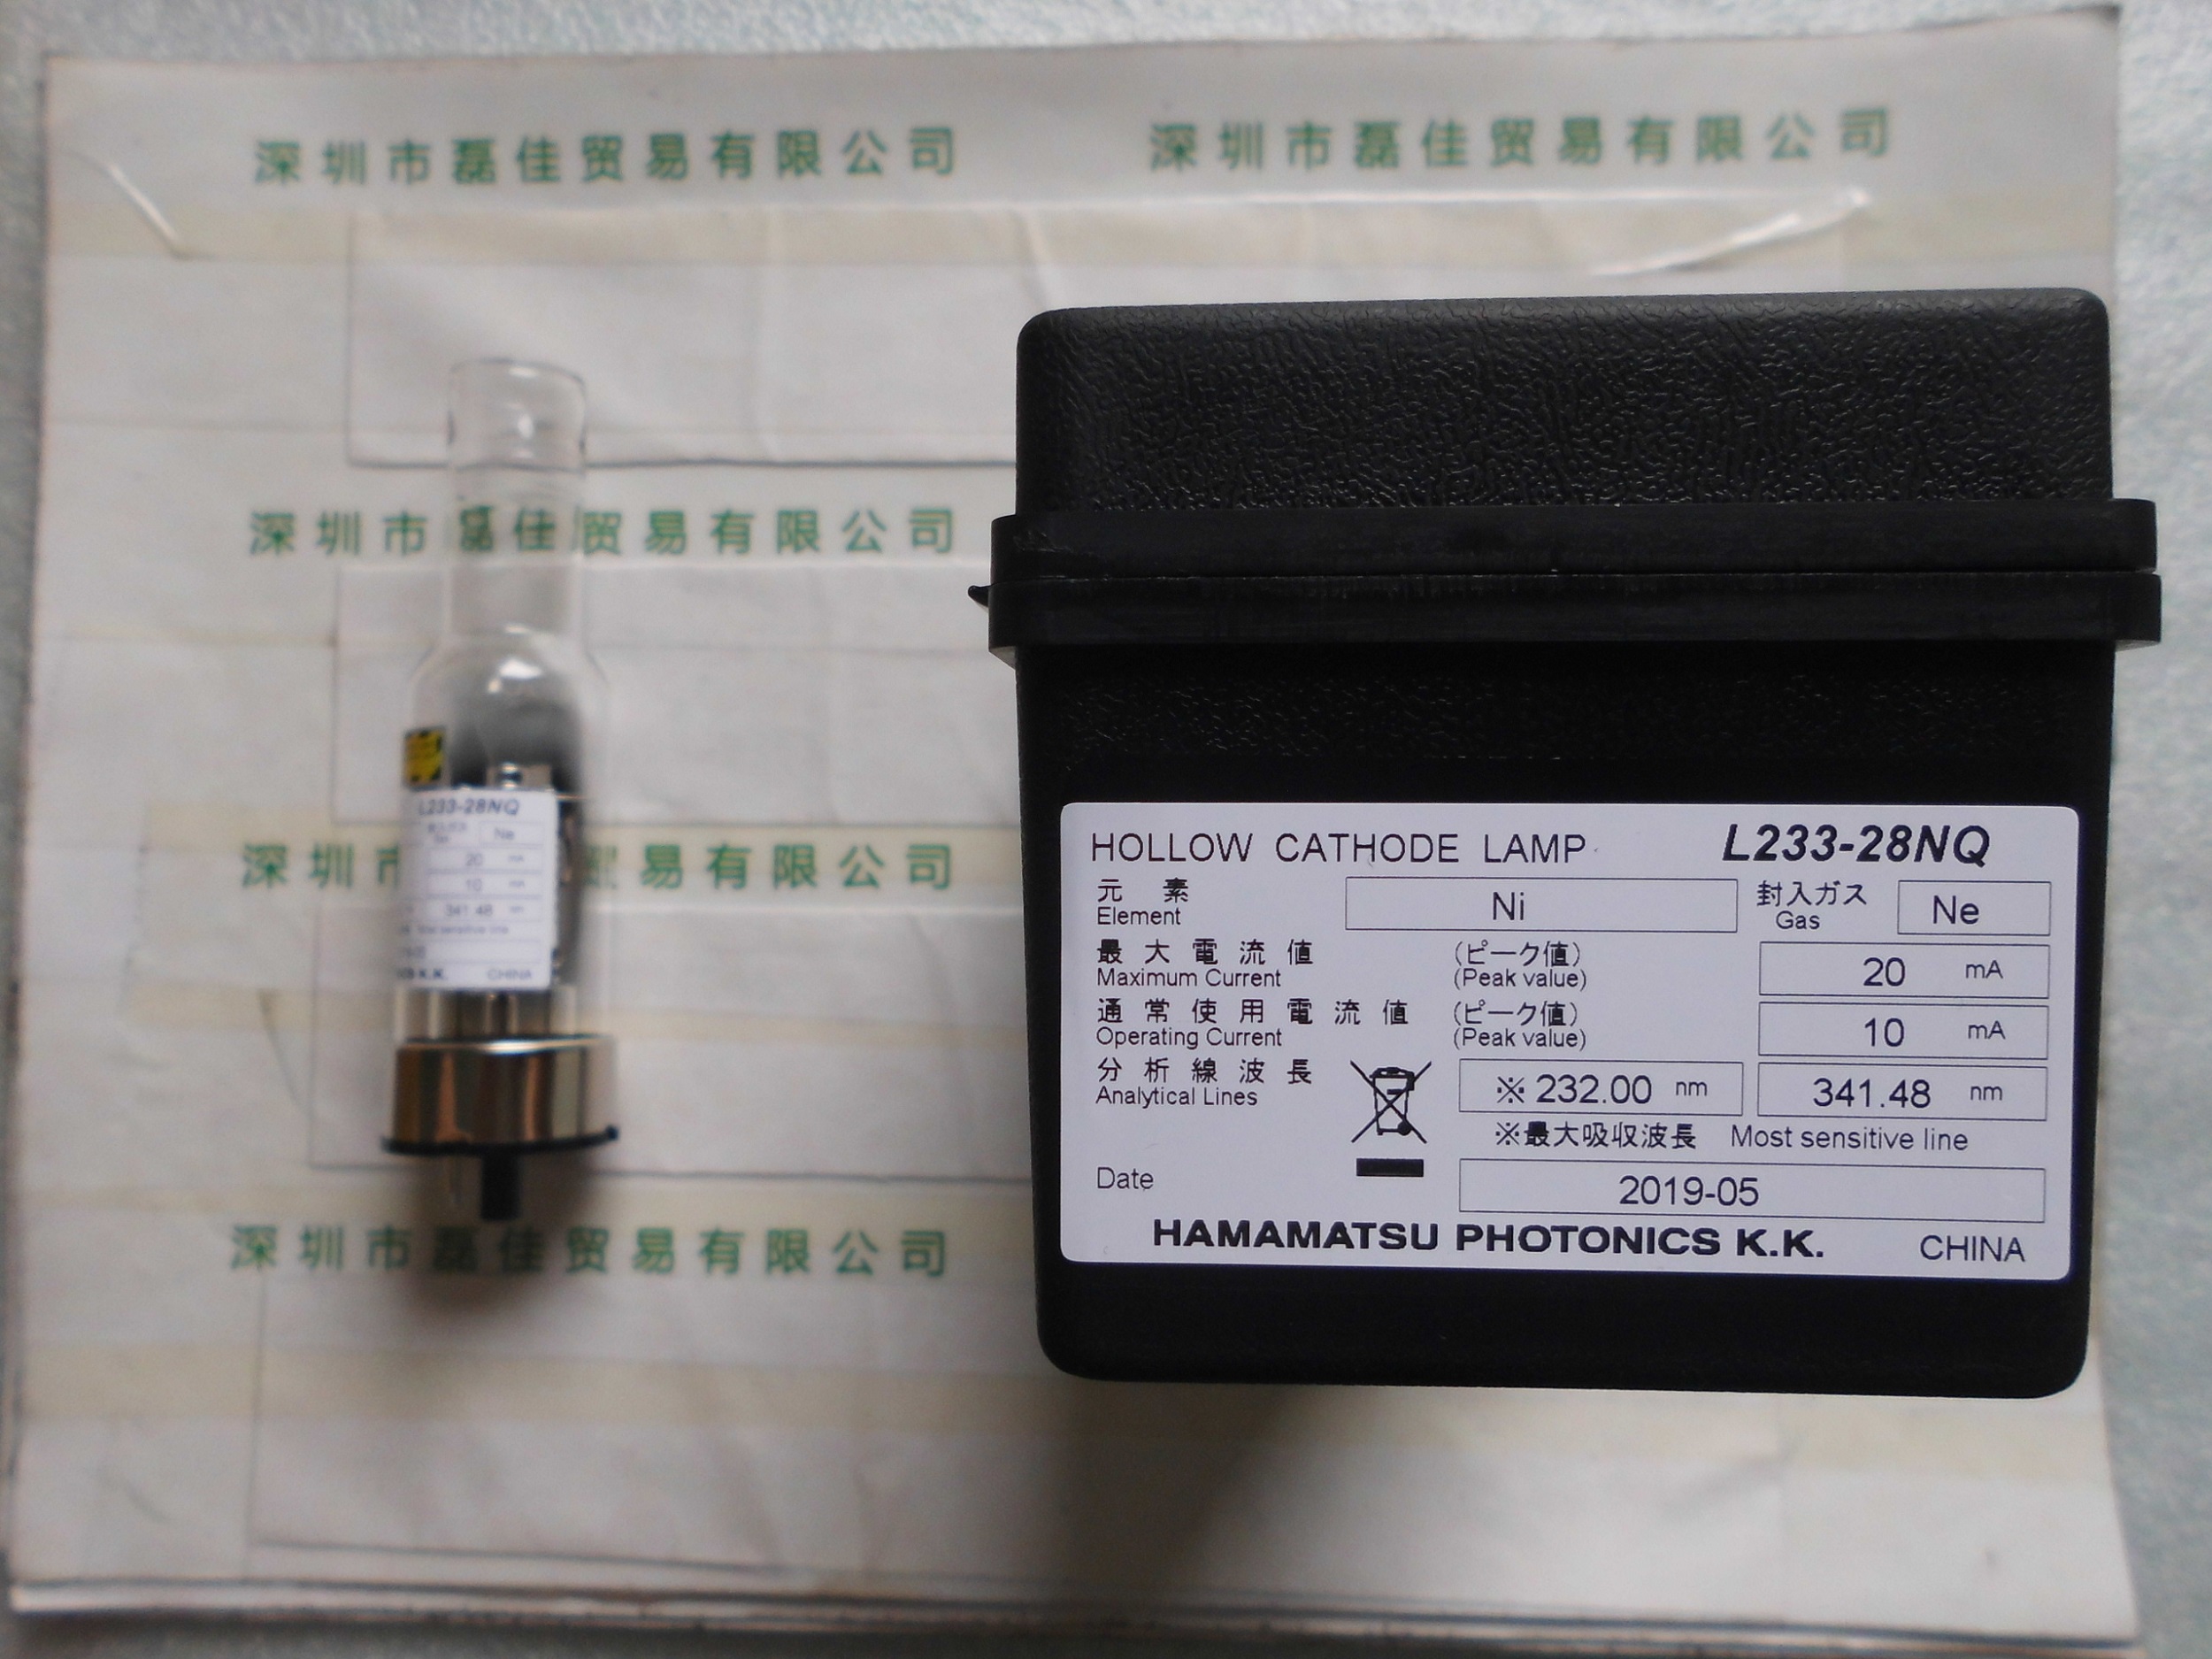 深圳市磊佳贸易有限公司 深圳市磊佳贸易有限公司
深圳市磊佳贸易有限公司
深圳市 贸易有限公司
深圳市磊佳贸易有限公司
L233-28NQ
Ne
20 mA
10 mA
341.48 nm
Most sensitive line
K.K. CHINA
HOLLOW CATHODE LAMP L233-28NQ
元素 Ni 封入ガス Ne
Element Gas
最大電流値 (ピーク値) 20 mA
Maximum Current (Peak value)
通常使用電流値 (ピーク値) 10 mA
Operating Current (Peak value)
分析線波長 ※232.00 nm 341.48 nm
Analytical Lines
※最大吸収波長 Most sensitive line
Date 2019-05
HAMAMATSU PHOTONICS K.K. CHINA